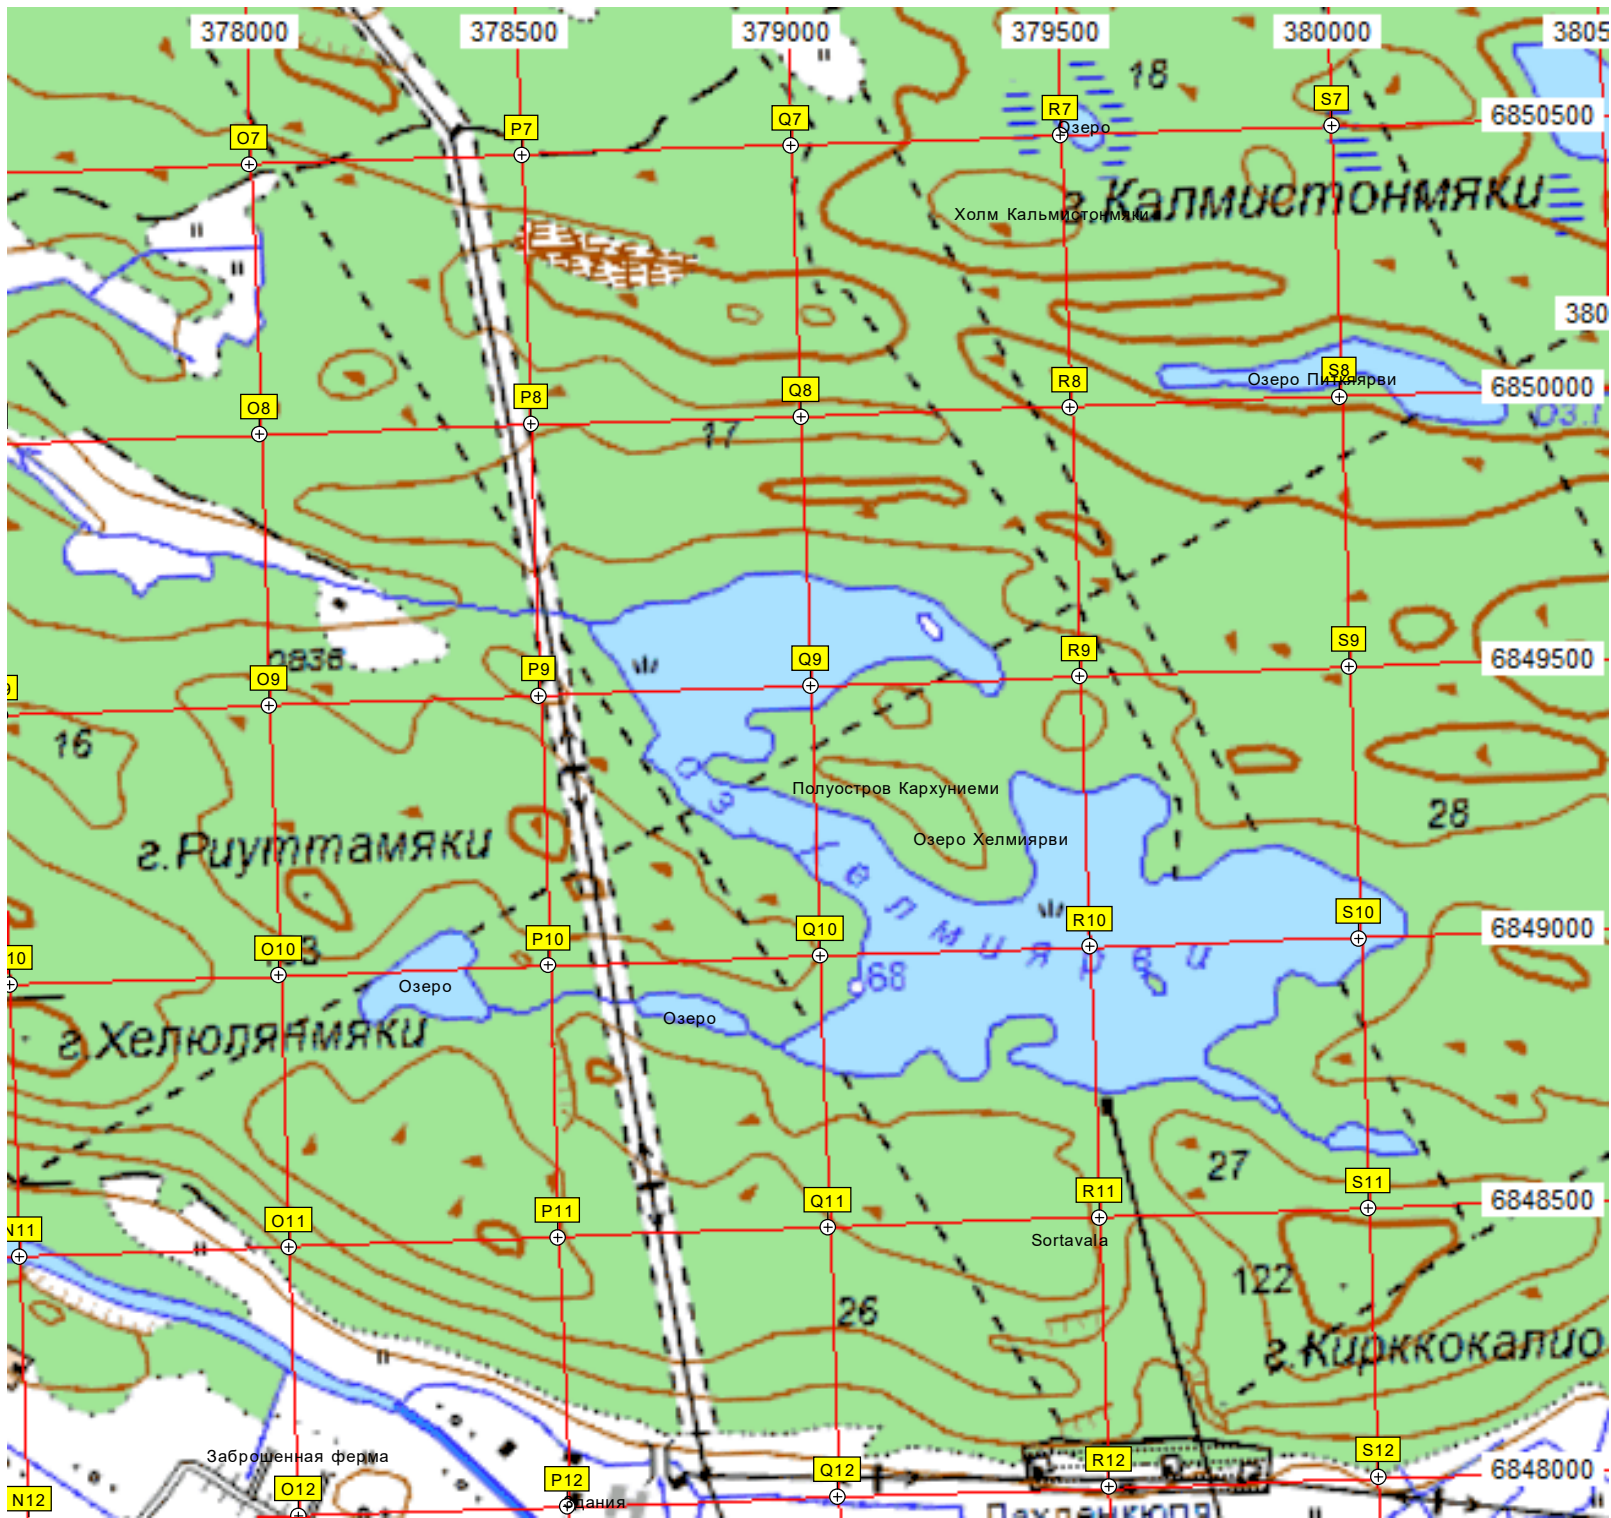 378000 378500 379000 379500 380000 3805
18
O7 P7 Q7 R7 S7 6850500
Озеро
г.Калмистонмяки
Холм Кальмистонмяки
380
O8 P8 Q8 R8 S8 6850000
Озеро Питкяярви
17
O9 P9 Q9 R9 S9 6849500
16
Полуостров Кархуниеми
28
г.Риуттамяки
Озеро Хелмиярви
оз. Хелмиярви
10 O10 P10 Q10 R10 S10 6849000
68
Озеро
Озеро
г.Хелюлянмяки
27
N11 O11 P11 Q11 R11 S11 6848500
Sortavala
122
26
г.Кирккокалио
Заброшенная ферма
N12 O12 P12 Q12 R12 S12 6848000
Здания